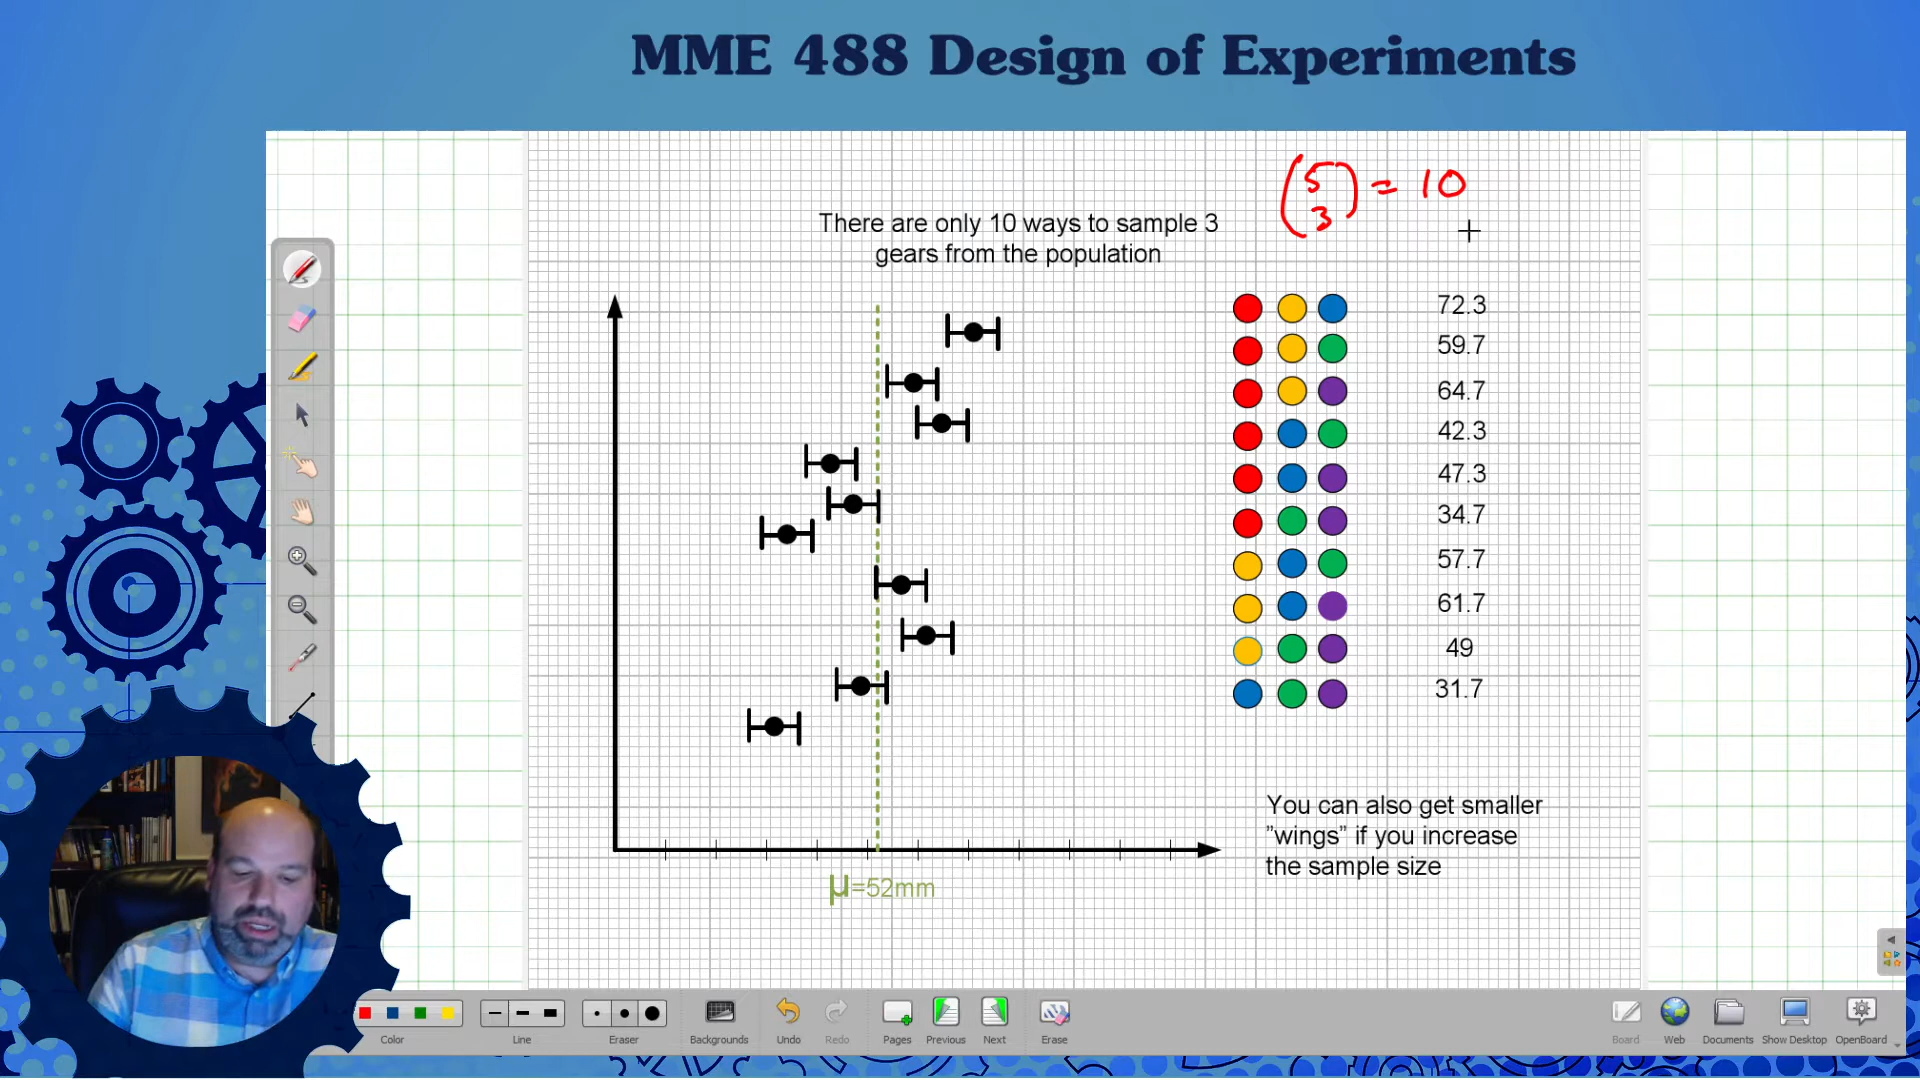 MME 488 Design of Experiments
(5 3) = 10
There are only 10 ways to sample 3
gears from the population
72.3
59.7
64.7
42.3
47.3
34.7
57.7
61.7
49
31.7
You can also get smaller
”wings” if you increase
the sample size
μ=52mm
Color
Line
Eraser
Backgrounds
Undo
Redo
Pages
Previous
Next
Erase
Board
Web
Documents
Show Desktop
OpenBoard